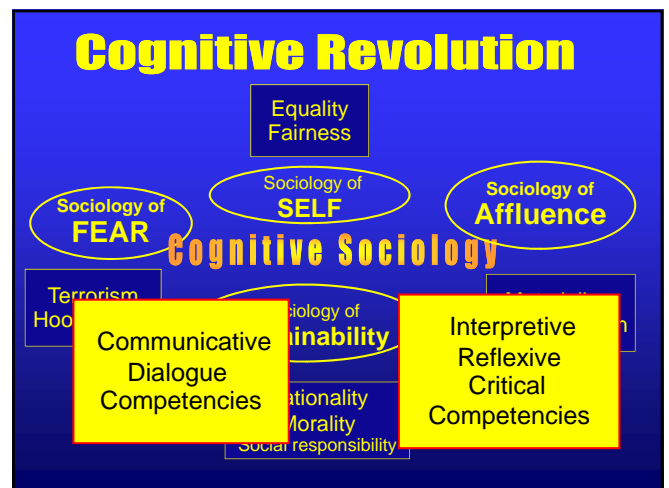 Cognitive Revolution
Equality
Fairness
Sociology of
FEAR
Sociology of
SELF
Sociology of
Affluence
Cognitive Sociology
Terrorism
Communicative
Dialogue
Competencies
Interpretive
Reflexive
Critical
Competencies
Social responsibility